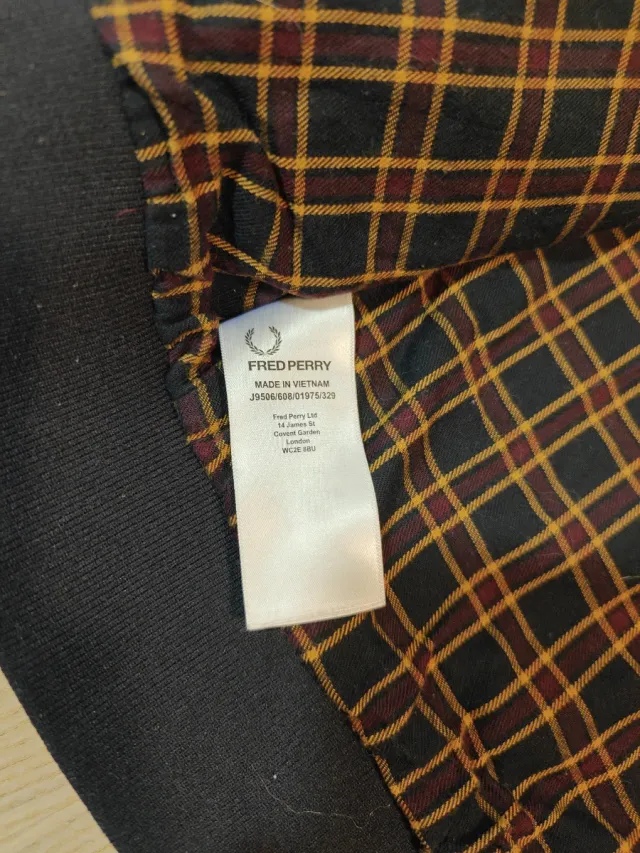 FRED PERRY
MADE IN VIETNAM
J9506/608/01975/329
Fred Perry Ltd
14 James St
Covent Garden
London
WC2E 8BU